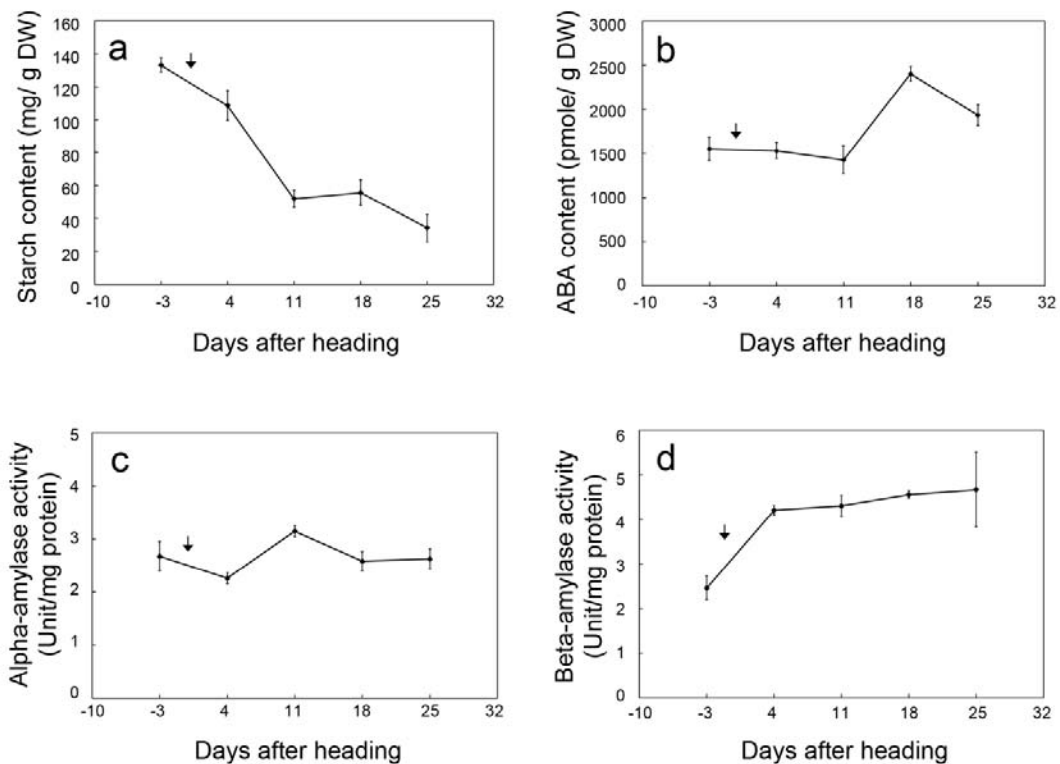 a
Starch content (mg/ g DW)
160
140
120
100
80
60
40
20
0
-10 -3 4 11 18 25 32
Days after heading
b
ABA content (pmole/ g DW)
3000
2500
2000
1500
1000
500
0
-10 -3 4 11 18 25 32
Days after heading
c
Alpha-amylase activity
(Unit/mg protein)
5
4
3
2
1
0
-10 -3 4 11 18 25 32
Days after heading
d
Beta-amylase activity
(Unit/mg protein)
6
5
4
3
2
1
0
-10 -3 4 11 18 25 32
Days after heading